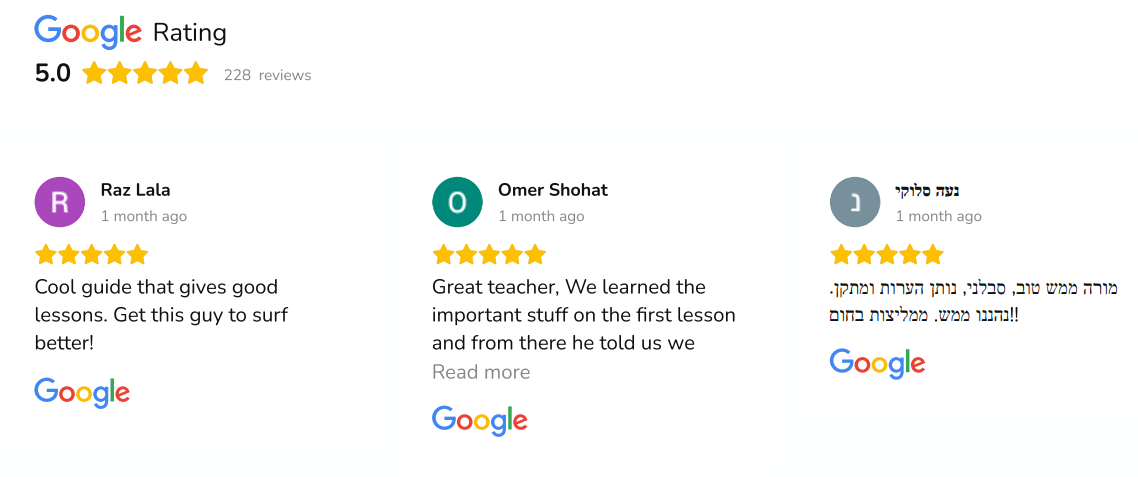 Google Rating
5.0 228 reviews
R
Raz Lala
1 month ago
Cool guide that gives good
lessons. Get this guy to surf
better!
Google
O
Omer Shohat
1 month ago
Great teacher, We learned the
important stuff on the first lesson
and from there he told us we
Read more
Google
נ
נעה סלוקי
1 month ago
מורה ממש טוב, סבלני, נותן הערות ומתקן.
נהננו ממש. ממליצות בחום!!
Google